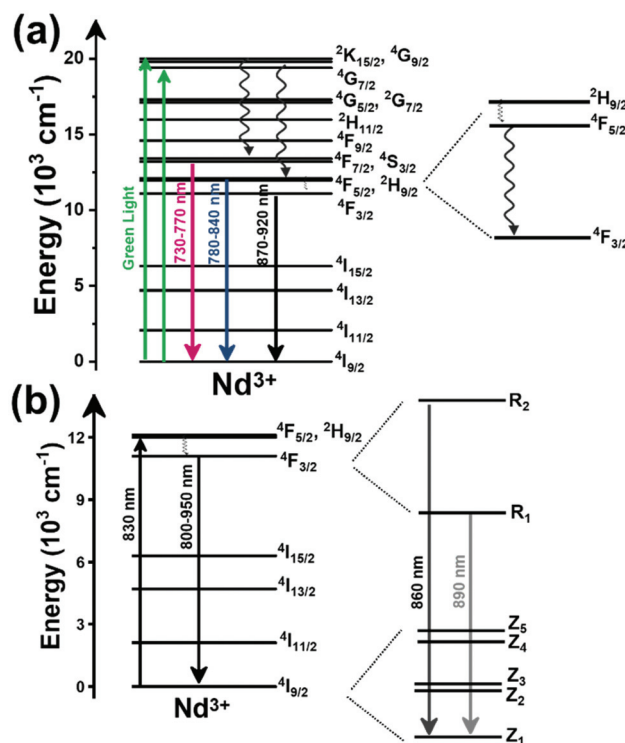 (a)
Energy (10³ cm⁻¹)
20
15
10
5
0
Green Light
730-770 nm
780-840 nm
870-920 nm
²K₁₅/₂, ⁴G₉/₂
⁴G₇/₂
⁴G₅/₂, ²G₇/₂
²H₁₁/₂
⁴F₉/₂
⁴F₇/₂, ⁴S₃/₂
⁴F₅/₂, ²H₉/₂
⁴F₃/₂
⁴I₁₅/₂
⁴I₁₃/₂
⁴I₁₁/₂
⁴I₉/₂
Nd³⁺
²H₉/₂
⁴F₅/₂
⁴F₃/₂
(b)
Energy (10³ cm⁻¹)
12
9
6
3
0
830 nm
800-950 nm
⁴F₅/₂, ²H₉/₂
⁴F₃/₂
⁴I₁₅/₂
⁴I₁₃/₂
⁴I₁₁/₂
⁴I₉/₂
Nd³⁺
R₂
R₁
860 nm
890 nm
Z₅
Z₄
Z₃
Z₂
Z₁